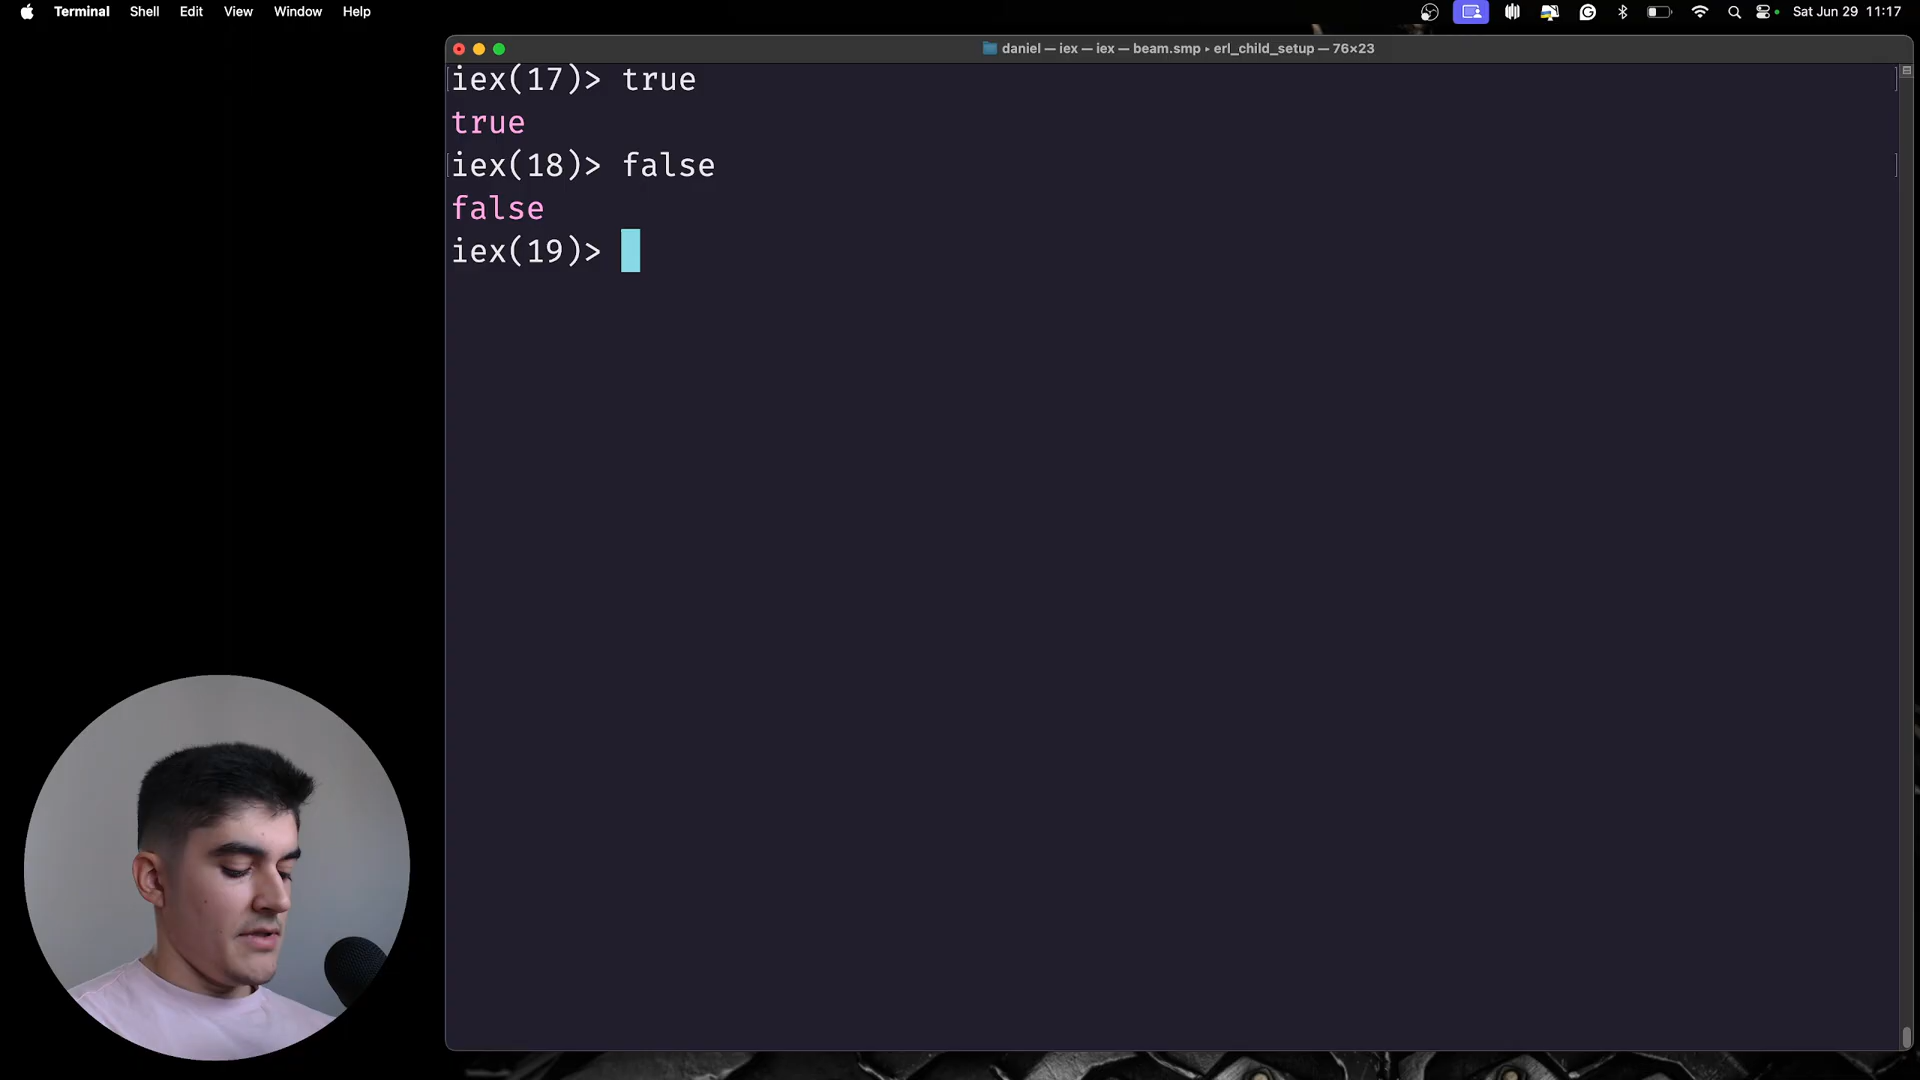 Terminal Shell Edit View Window Help Sat Jun 29 11:17
daniel — iex — iex — beam.smp ▸ erl_child_setup — 76×23
iex(17)> true
true
iex(18)> false
false
iex(19)>